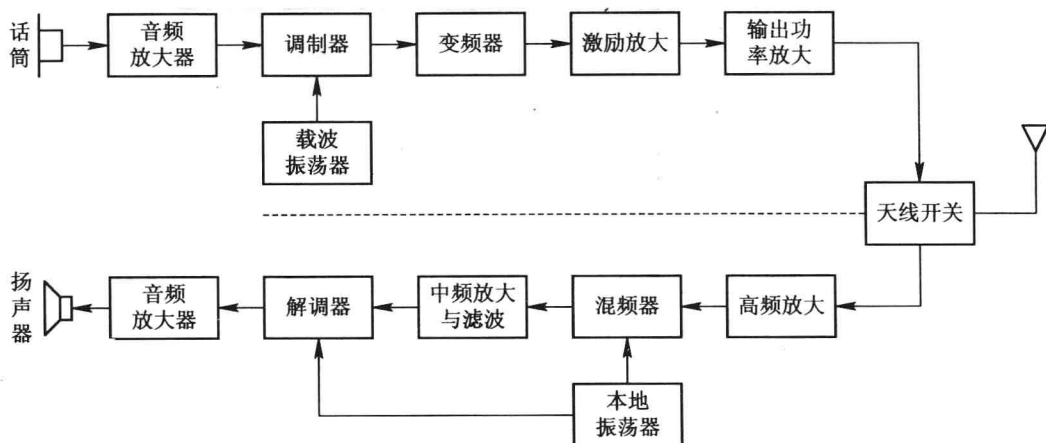 话筒
音频
放大器
调制器
变频器
激励放大
输出功
率放大
载波
振荡器
天线开关
扬声器
音频
放大器
解调器
中频放大
与滤波
混频器
高频放大
本地
振荡器